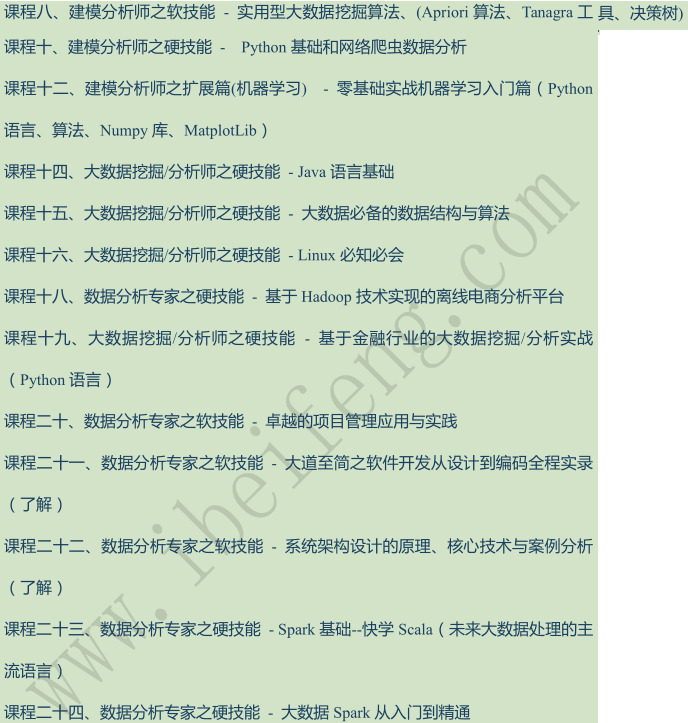 课程八、建模分析师之软技能 - 实用型大数据挖掘算法、(Apriori 算法、Tanagra 工具、决策树)
课程十、建模分析师之硬技能 - Python 基础和网络爬虫数据分析
课程十二、建模分析师之扩展篇(机器学习) - 零基础实战机器学习入门篇（Python
语言、算法、Numpy 库、MatplotLib）
课程十四、大数据挖掘/分析师之硬技能 - Java 语言基础
课程十五、大数据挖掘/分析师之硬技能 - 大数据必备的数据结构与算法
课程十六、大数据挖掘/分析师之硬技能 - Linux 必知必会
课程十八、数据分析专家之硬技能 - 基于 Hadoop 技术实现的离线电商分析平台
课程十九、大数据挖掘/分析师之硬技能 - 基于金融行业的大数据挖掘/分析实战
（Python 语言）
课程二十、数据分析专家之软技能 - 卓越的项目管理应用与实践
课程二十一、数据分析专家之软技能 - 大道至简之软件开发从设计到编码全程实录
（了解）
课程二十二、数据分析专家之软技能 - 系统架构设计的原理、核心技术与案例分析
（了解）
课程二十三、数据分析专家之硬技能 - Spark 基础--快学 Scala（未来大数据处理的主
流语言）
课程二十四、数据分析专家之硬技能 - 大数据 Spark 从入门到精通
www.ibeifeng.com